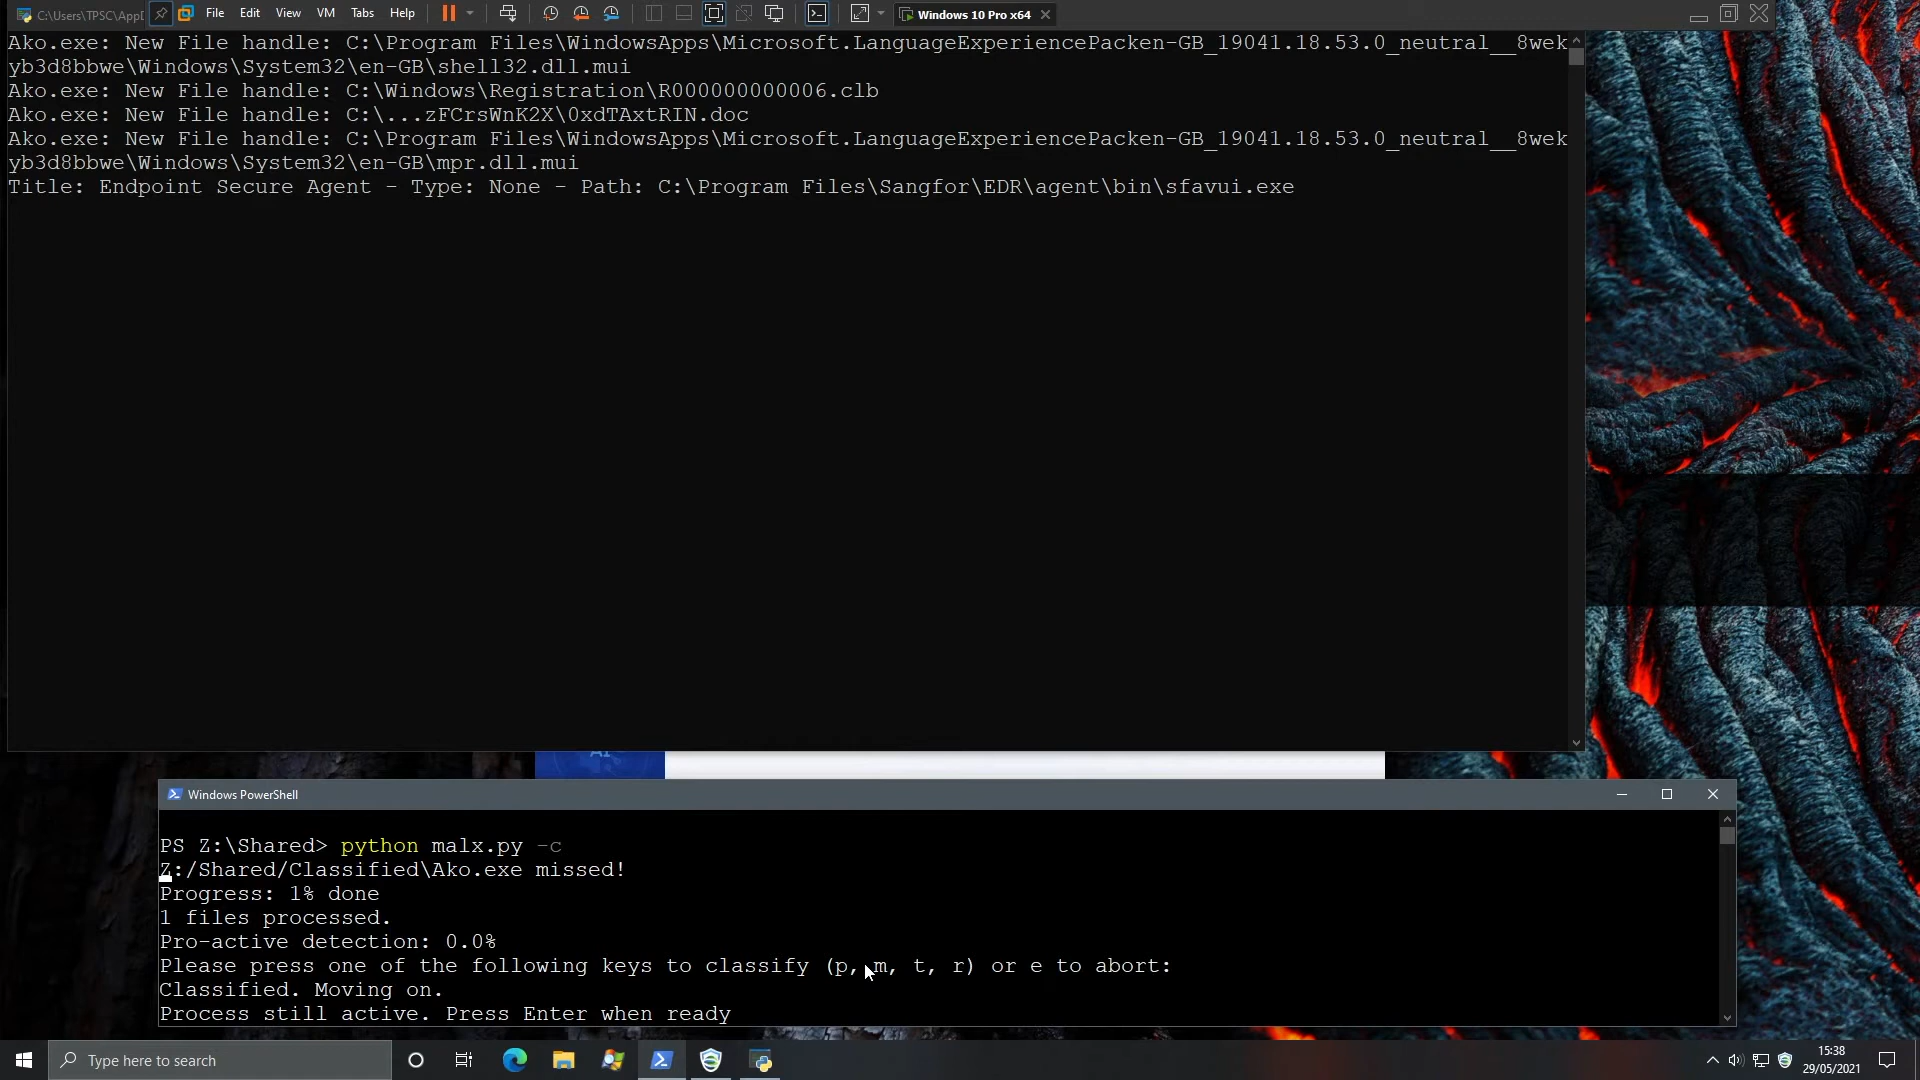 C:\Users\TPSC\AppD File Edit View VM Tabs Help Windows 10 Pro x64
Ako.exe: New File handle: C:\Program Files\WindowsApps\Microsoft.LanguageExperiencePacken-GB_19041.18.53.0_neutral__8wek
yb3d8bbwe\Windows\System32\en-GB\shell32.dll.mui
Ako.exe: New File handle: C:\Windows\Registration\R000000000006.clb
Ako.exe: New File handle: C:\...zFCrsWnK2X\0xdTAxtRIN.doc
Ako.exe: New File handle: C:\Program Files\WindowsApps\Microsoft.LanguageExperiencePacken-GB_19041.18.53.0_neutral__8wek
yb3d8bbwe\Windows\System32\en-GB\mpr.dll.mui
Title: Endpoint Secure Agent - Type: None - Path: C:\Program Files\Sangfor\EDR\agent\bin\sfavui.exe
AI
Windows PowerShell
PS Z:\Shared> python malx.py -c
Z:/Shared/Classified\Ako.exe missed!
Progress: 1% done
1 files processed.
Pro-active detection: 0.0%
Please press one of the following keys to classify (p, m, t, r) or e to abort:
Classified. Moving on.
Process still active. Press Enter when ready
Type here to search
15:38
29/05/2021